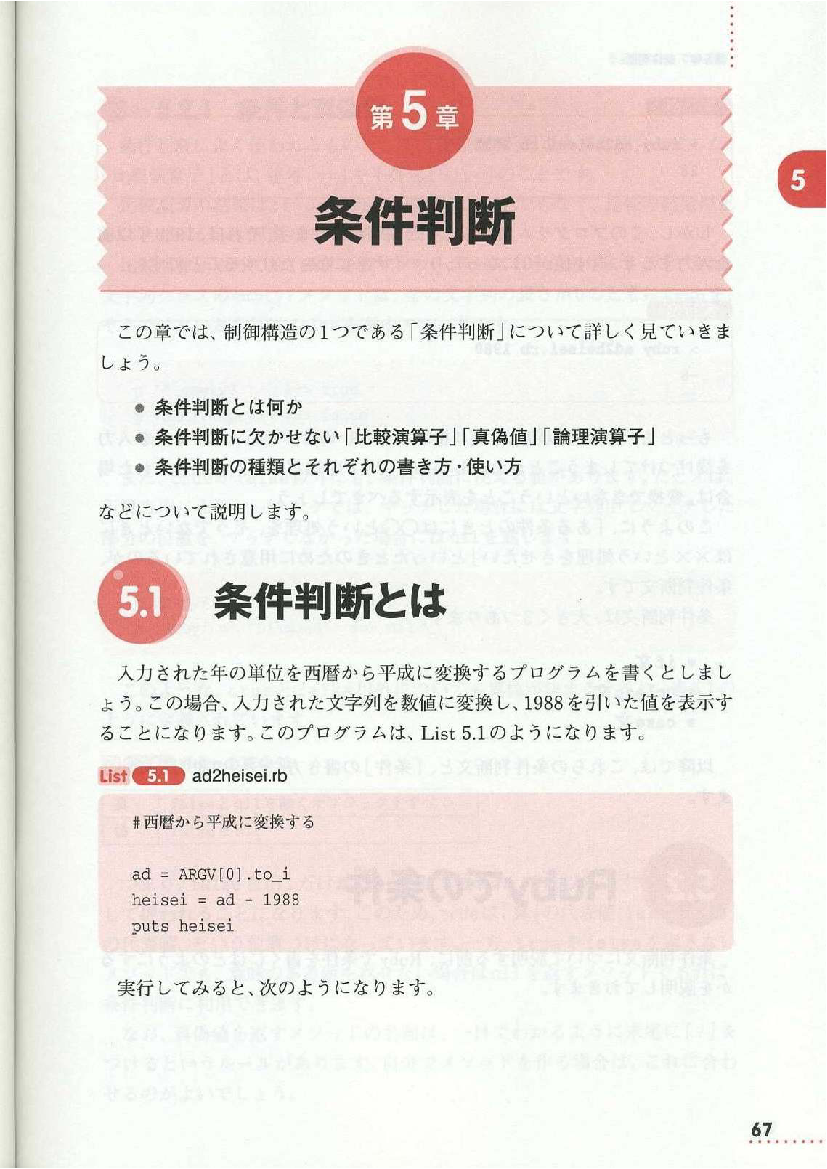 第5章
5
条件判断
この章では、制御構造の1つである「条件判断」について詳しく見ていきま
しょう。
● 条件判断とは何か
● 条件判断に欠かせない「比較演算子」「真偽値」「論理演算子」
● 条件判断の種類とそれぞれの書き方・使い方
などについて説明します。
5.1 条件判断とは
入力された年の単位を西暦から平成に変換するプログラムを書くとしまし
ょう。この場合、入力された文字列を数値に変換し、1988を引いた値を表示す
ることになります。このプログラムは、List 5.1のようになります。
List 5.1 ad2heisei.rb
#西暦から平成に変換する
ad = ARGV[0].to_i
heisei = ad - 1988
puts heisei
実行してみると、次のようになります。
67